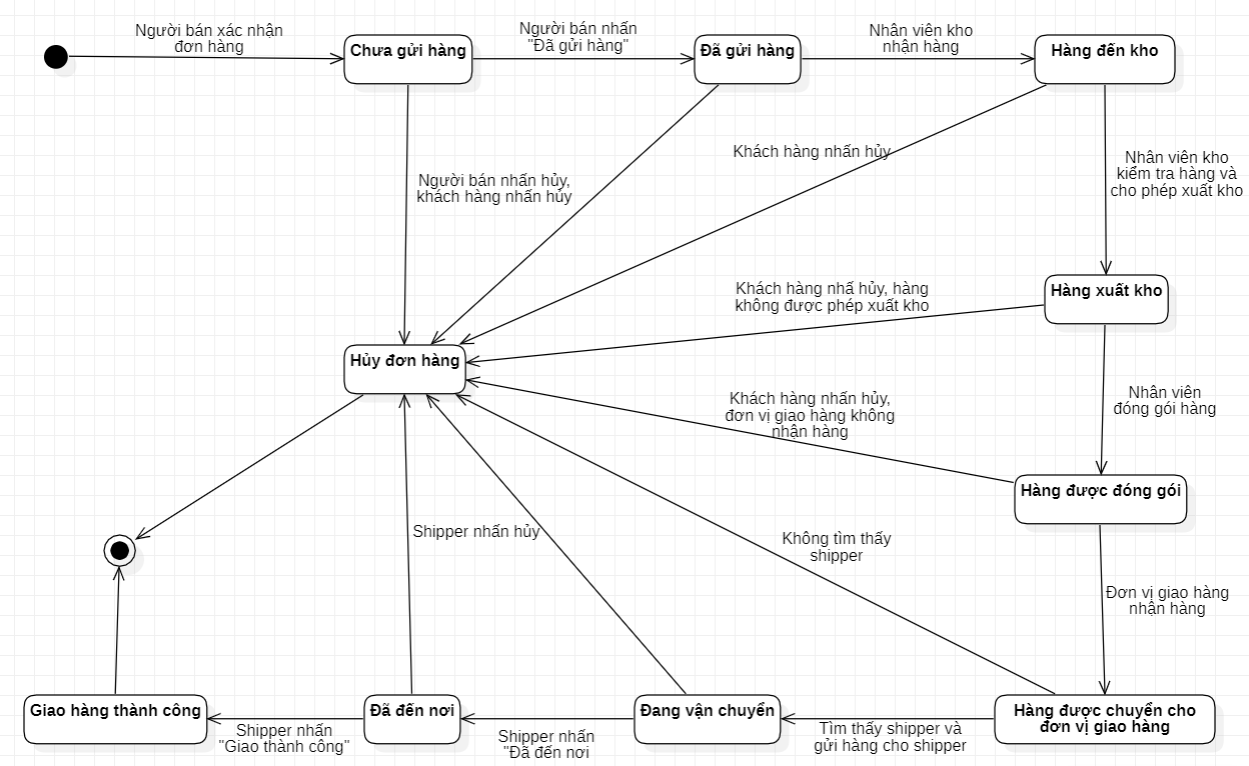 Người bán xác nhận
đơn hàng
Chưa gửi hàng
Người bán nhấn
"Đã gửi hàng"
Đã gửi hàng
Nhân viên kho
nhận hàng
Hàng đến kho
Khách hàng nhấn hủy
Nhân viên kho
kiểm tra hàng và
cho phép xuất kho
Người bán nhấn hủy,
khách hàng nhấn hủy
Khách hàng nhấ hủy, hàng
không được phép xuất kho
Hàng xuất kho
Hủy đơn hàng
Khách hàng nhấn hủy,
đơn vị giao hàng không
nhận hàng
Nhân viên
đóng gói hàng
Hàng được đóng gói
Shipper nhấn hủy
Không tìm thấy
shipper
Đơn vị giao hàng
nhận hàng
Giao hàng thành công
Shipper nhấn
"Giao thành công"
Đã đến nơi
Shipper nhấn
"Đã đến nơi
Đang vận chuyển
Tìm thấy shipper và
gửi hàng cho shipper
Hàng được chuyển cho
đơn vị giao hàng